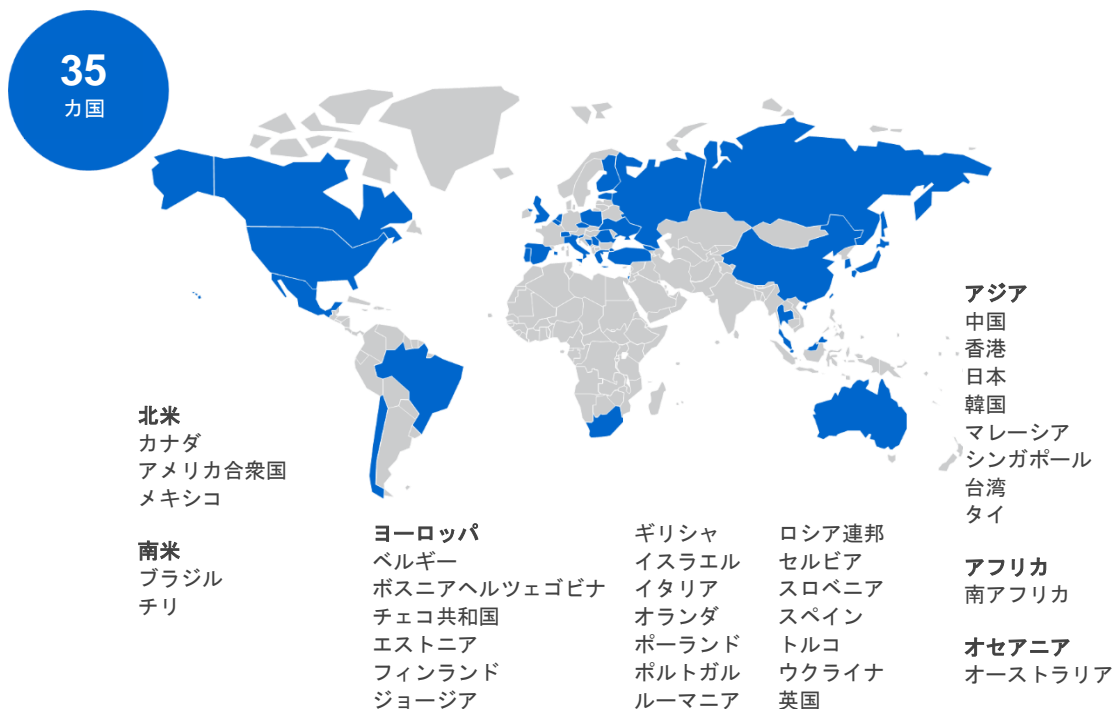 35
カ国
北米
カナダ
アメリカ合衆国
メキシコ
南米
ブラジル
チリ
ヨーロッパ
ベルギー
ボスニアヘルツェゴビナ
チェコ共和国
エストニア
フィンランド
ジョージア
ギリシャ
イスラエル
イタリア
オランダ
ポーランド
ポルトガル
ルーマニア
ロシア連邦
セルビア
スロベニア
スペイン
トルコ
ウクライナ
英国
アジア
中国
香港
日本
韓国
マレーシア
シンガポール
台湾
タイ
アフリカ
南アフリカ
オセアニア
オーストラリア